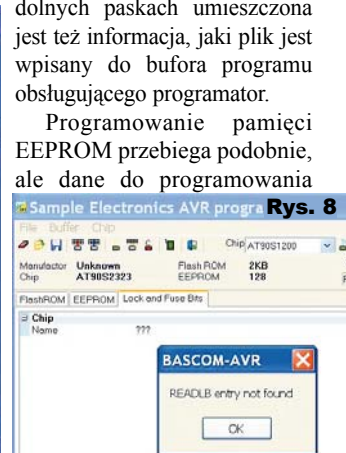 dolnych paskach umieszczona
jest też informacja, jaki plik jest
wpisany do bufora programu
obsługującego programator.
Programowanie pamięci
EEPROM przebiega podobnie,
ale dane do programowania
Sample Electronics AVR progra Rys. 8
File Buffer Chip
Chip AT90S1200
Manufactor Unknown Flash ROM 2KB
Chip AT90S2323 EEPROM 128
FlashROM EEPROM Lock and Fuse Bits
Chip
Name ???
BASCOM-AVR
READLB entry not found
OK